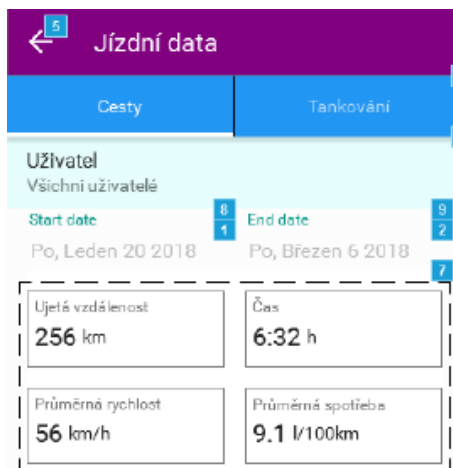 5
Jízdní data
Cesty Tankování
Uživatel
Všichni uživatelé
Start date 8 End date 9
1 2
Po, Leden 20 2018 Po, Březen 6 2018
7
Ujetá vzdálenost Čas
256 km 6:32 h
Průměrná rychlost Průměrná spotřeba
56 km/h 9.1 l/100km